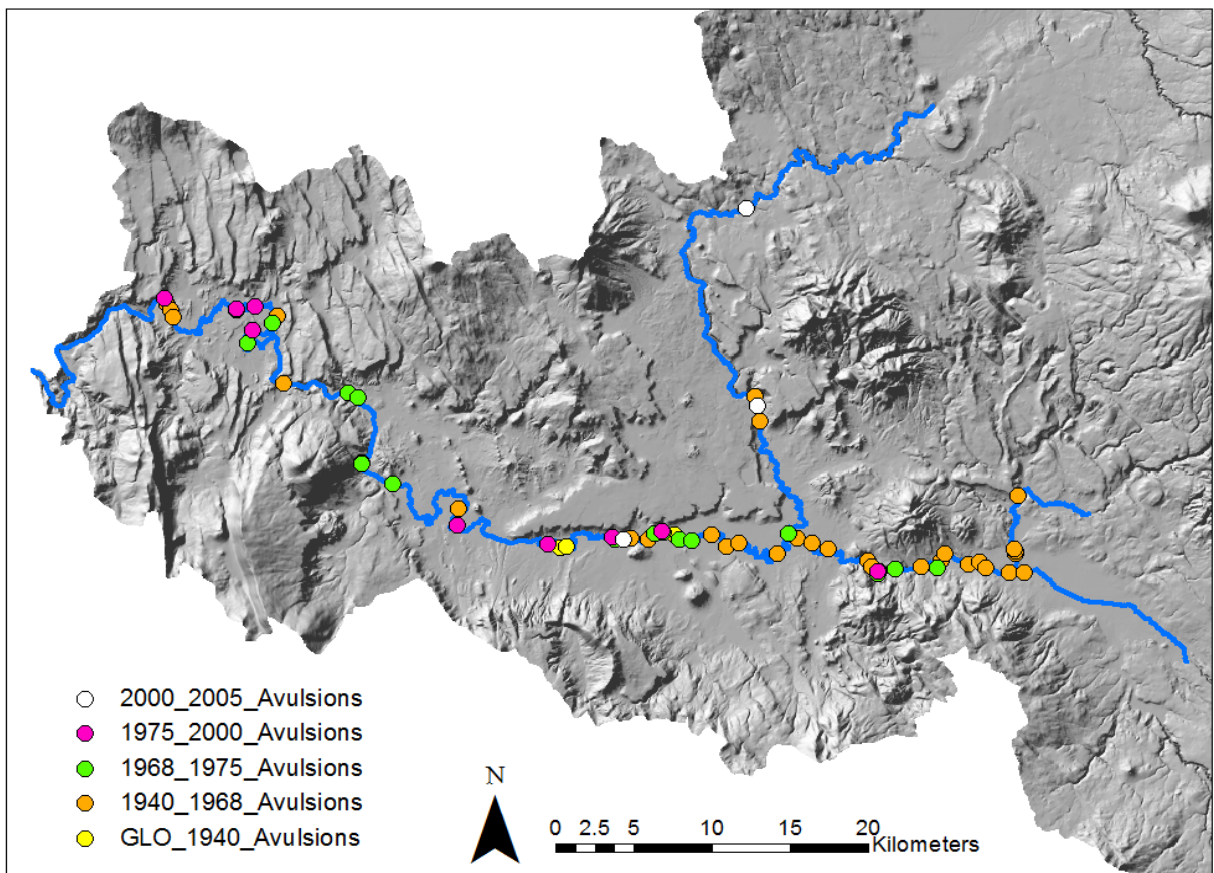 2000_2005_Avulsions
1975_2000_Avulsions
1968_1975_Avulsions
1940_1968_Avulsions
GLO_1940_Avulsions
N
0 2.5 5 10 15 20
Kilometers